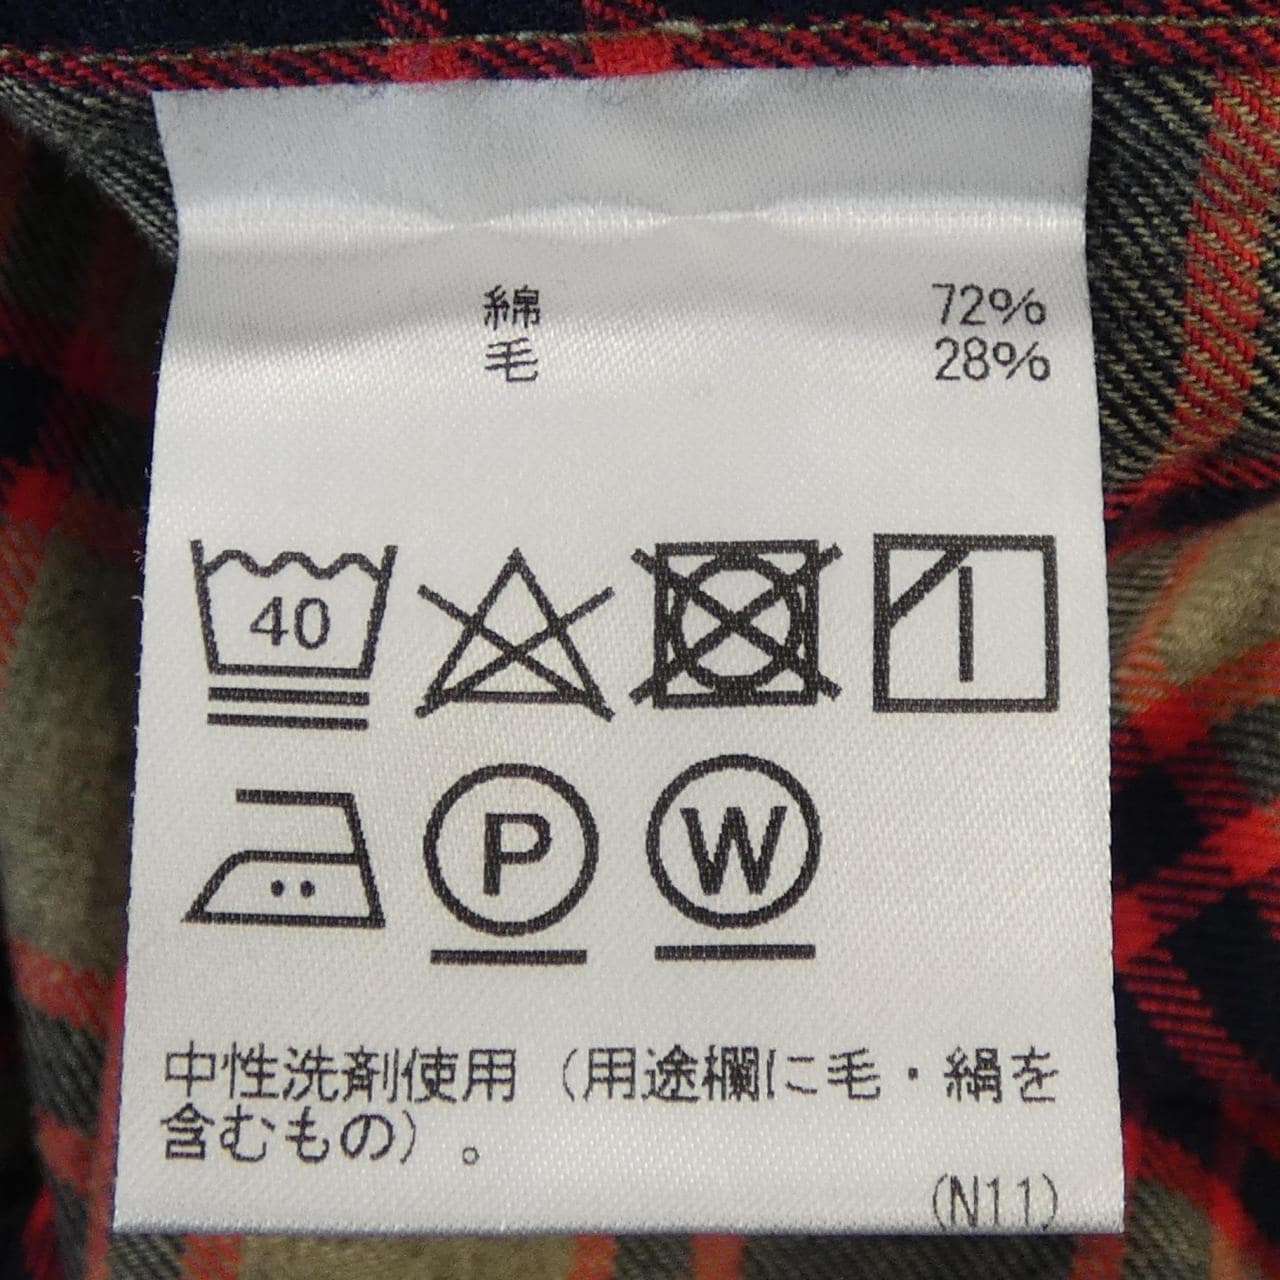 綿 72%
毛 28%
40
P W
中性洗剤使用（用途欄に毛・絹を
含むもの）。
(N11)